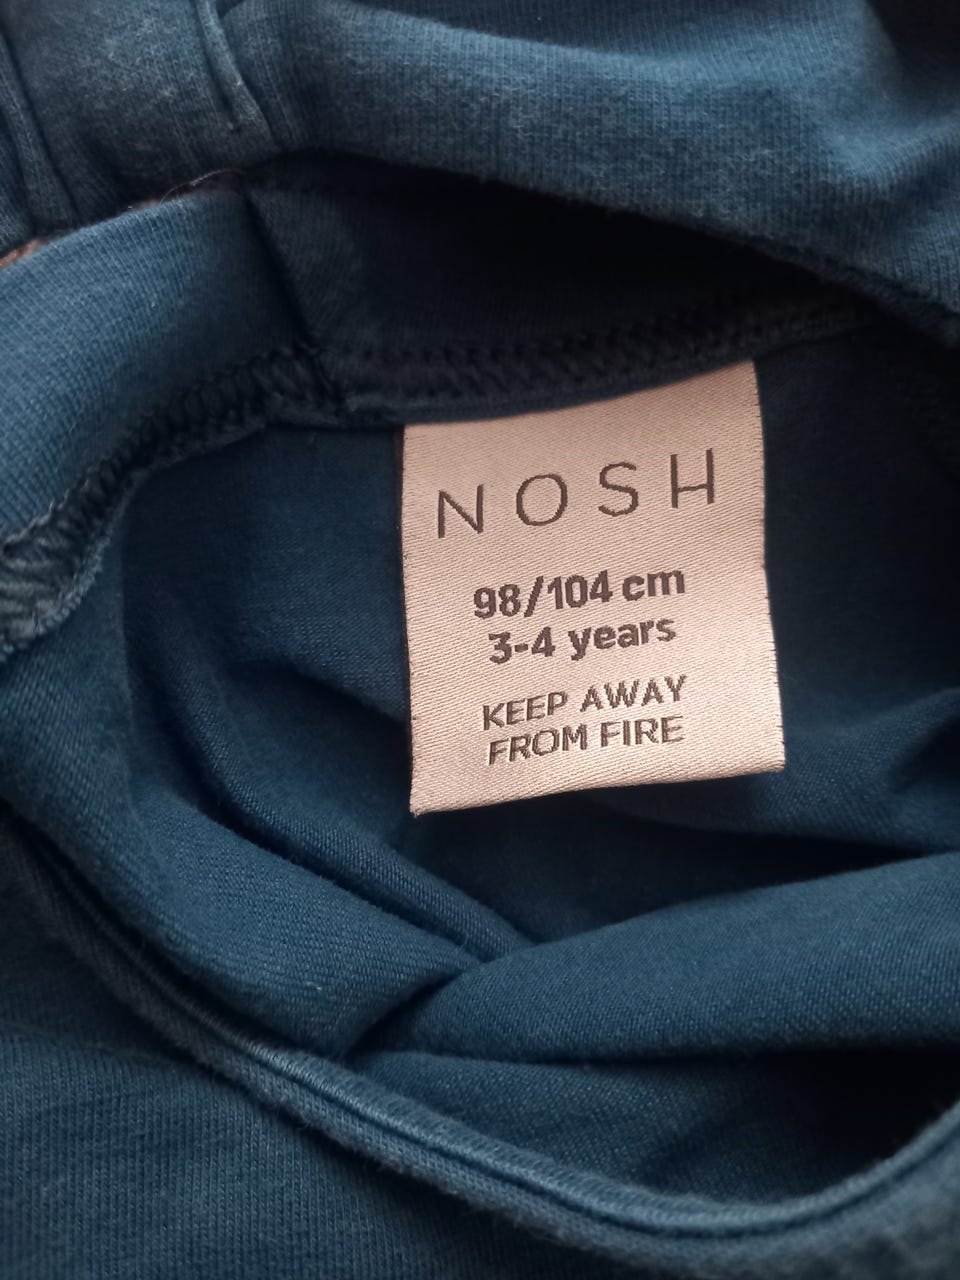 NOSH
98/104 cm
3-4 years
KEEP AWAY
FROM FIRE